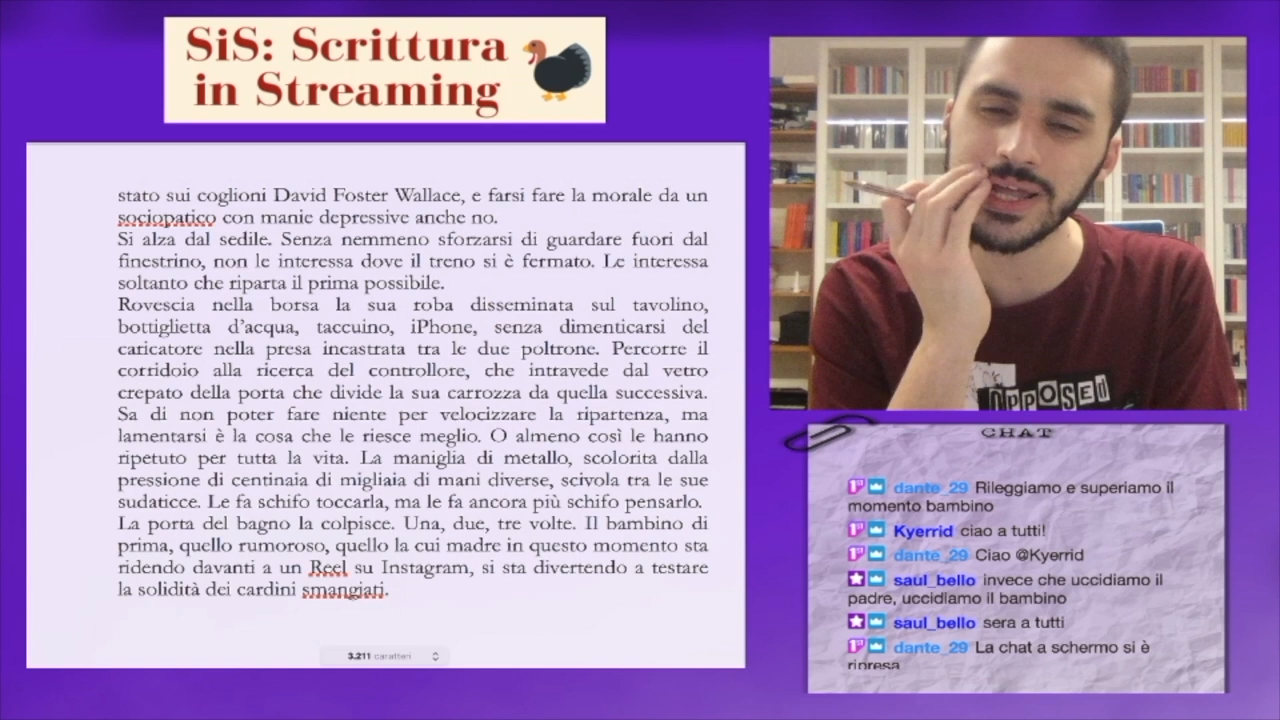 SiS: Scrittura
in Streaming
stato sui coglioni David Foster Wallace, e farsi fare la morale da un
sociopatico con manie depressive anche no.
Si alza dal sedile. Senza nemmeno sforzarsi di guardare fuori dal
finestrino, non le interessa dove il treno si è fermato. Le interessa
soltanto che riparta il prima possibile.
Rovescia nella borsa la sua roba disseminata sul tavolino,
bottiglietta d’acqua, taccuino, iPhone, senza dimenticarsi del
caricatore nella presa incastrata tra le due poltrone. Percorre il
corridoio alla ricerca del controllore, che intravede dal vetro
crepato della porta che divide la sua carrozza da quella successiva.
Sa di non poter fare niente per velocizzare la ripartenza, ma
lamentarsi è la cosa che le riesce meglio. O almeno così le hanno
ripetuto per tutta la vita. La maniglia di metallo, scolorita dalla
pressione di centinaia di migliaia di mani diverse, scivola tra le sue
sudaticce. Le fa schifo toccarla, ma le fa ancora più schifo pensarlo.
La porta del bagno la colpisce. Una, due, tre volte. Il bambino di
prima, quello rumoroso, quello la cui madre in questo momento sta
ridendo davanti a un Reel su Instagram, si sta divertendo a testare
la solidità dei cardini smangiati.
3.211 caratteri
OPPOSED
CHAT
dante_29 Rileggiamo e superiamo il
momento bambino
Kyerrid ciao a tutti!
dante_29 Ciao @Kyerrid
saul_bello invece che uccidiamo il
padre, uccidiamo il bambino
saul_bello sera a tutti
dante_29 La chat a schermo si è
ripresa